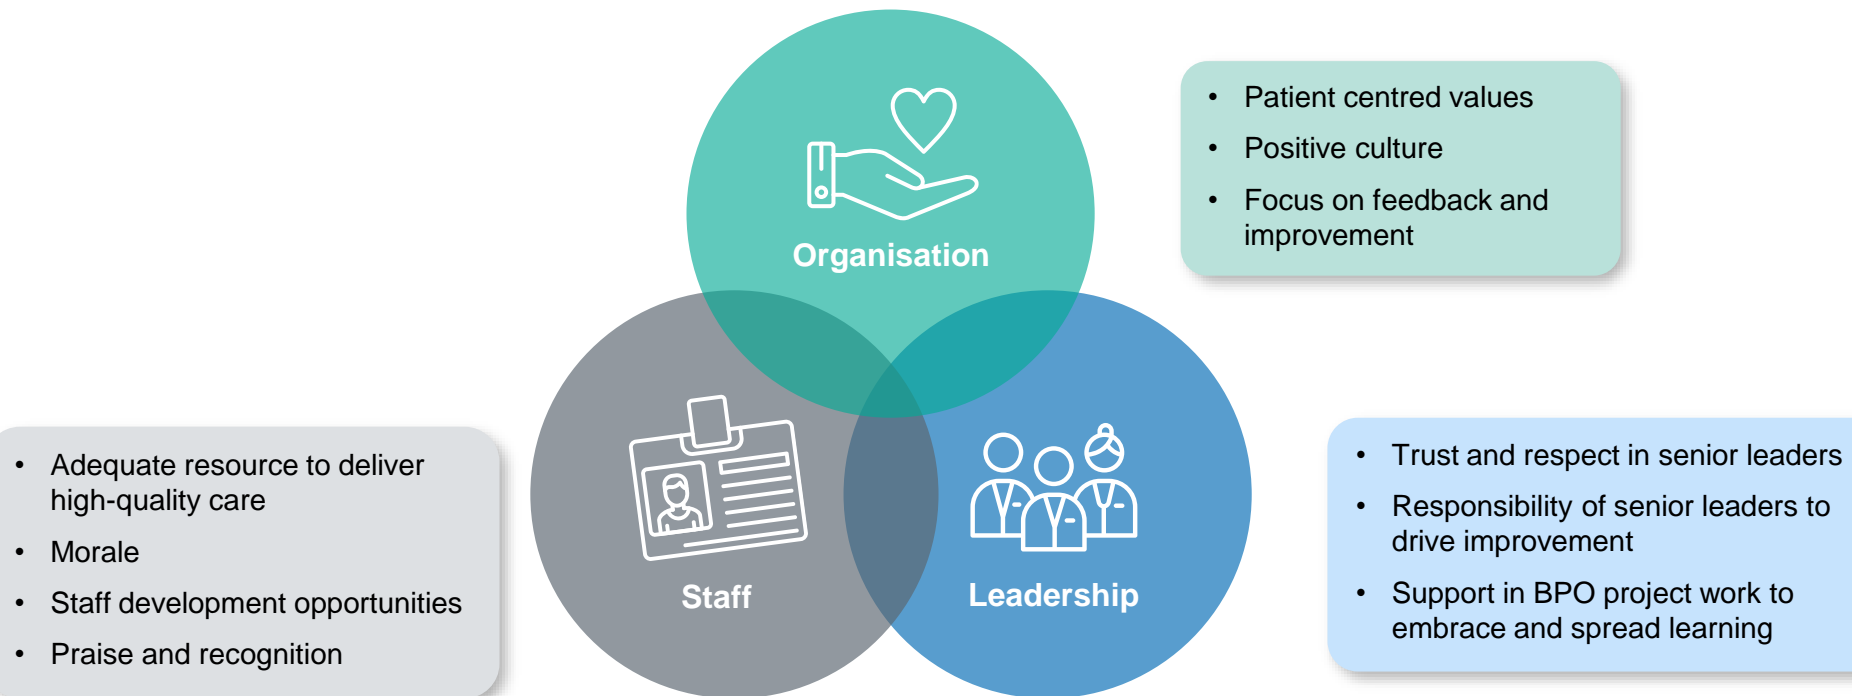 • Patient centred values
• Positive culture
• Focus on feedback and
improvement
Organisation
• Adequate resource to deliver
high-quality care
• Morale
• Staff development opportunities
• Praise and recognition
Staff
Leadership
• Trust and respect in senior leaders
• Responsibility of senior leaders to
drive improvement
• Support in BPO project work to
embrace and spread learning